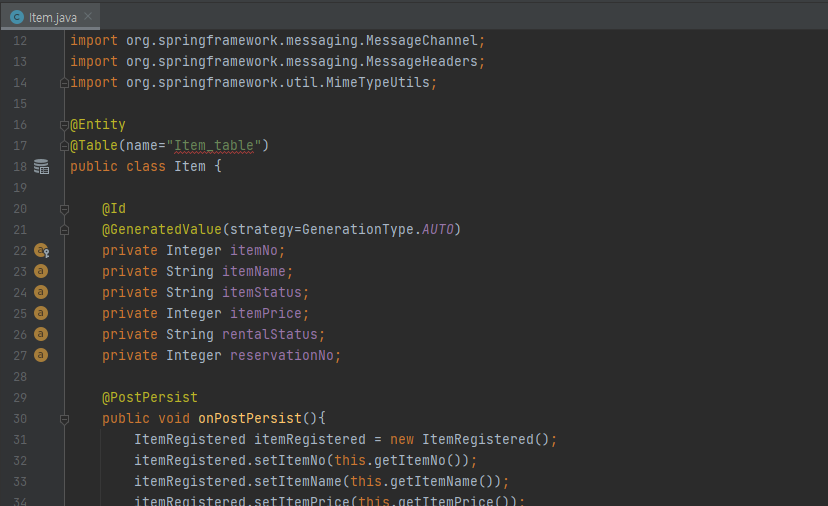 Item.java
12 import org.springframework.messaging.MessageChannel;
13 import org.springframework.messaging.MessageHeaders;
14 import org.springframework.util.MimeTypeUtils;
15
16 @Entity
17 @Table(name="Item_table")
18 public class Item {
19
20 @Id
21 @GeneratedValue(strategy=GenerationType.AUTO)
22 private Integer itemNo;
23 private String itemName;
24 private String itemStatus;
25 private Integer itemPrice;
26 private String rentalStatus;
27 private Integer reservationNo;
28
29 @PostPersist
30 public void onPostPersist(){
31 ItemRegistered itemRegistered = new ItemRegistered();
32 itemRegistered.setItemNo(this.getItemNo());
33 itemRegistered.setItemName(this.getItemName());
34 itemRegistered.setItemPrice(this.getItemPrice());